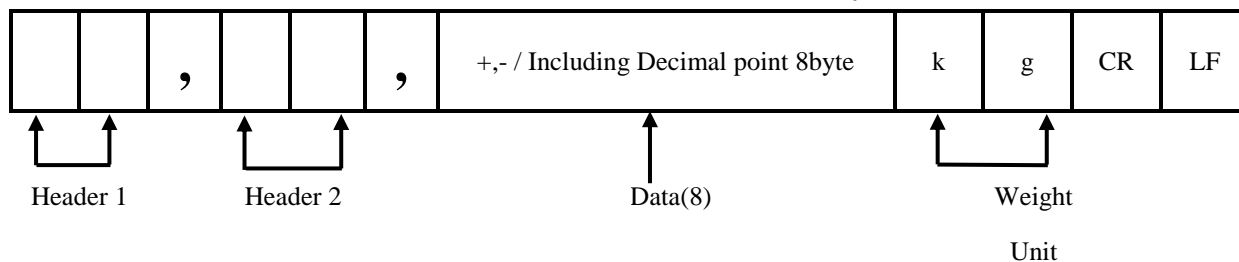 , , +,- / Including Decimal point 8byte k g CR LF
Header 1 Header 2 Data(8) Weight
Unit